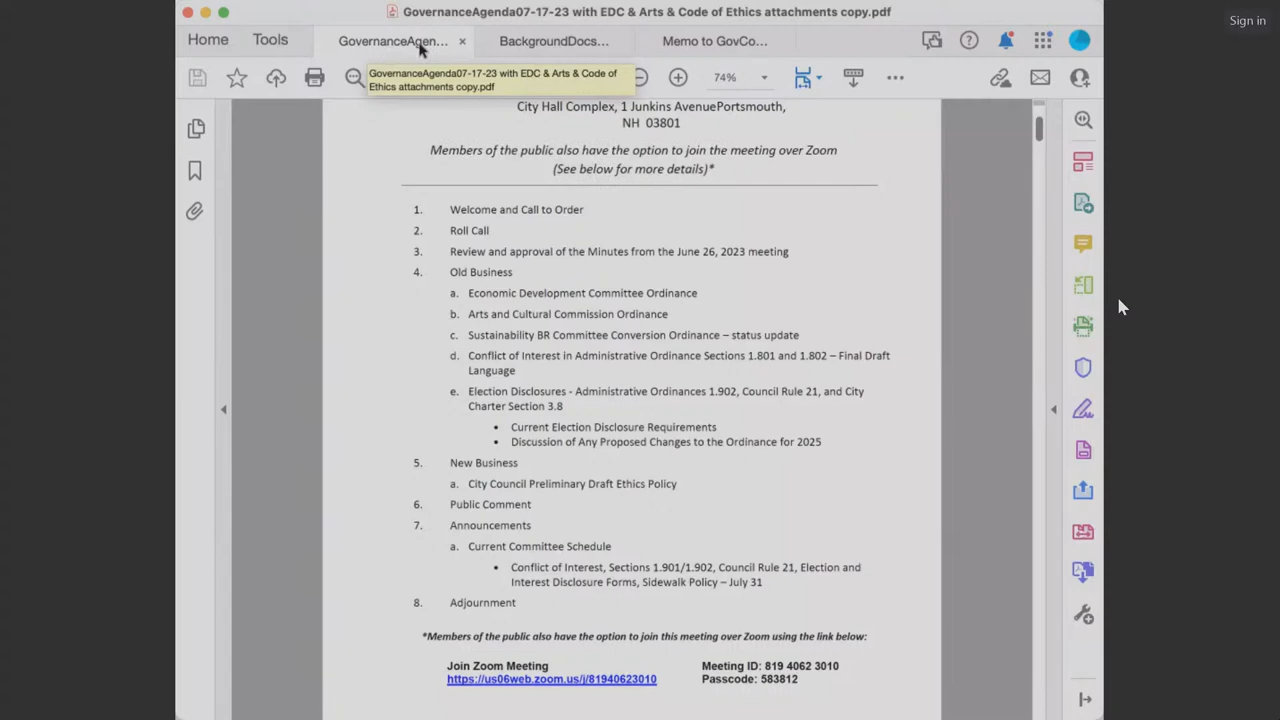 Sign in
GovernanceAgenda07-17-23 with EDC & Arts & Code of Ethics attachments copy.pdf
Home
Tools
GovernanceAgen...
BackgroundDocs...
Memo to GovCo...
GovernanceAgenda07-17-23 with EDC & Arts & Code of
Ethics attachments copy.pdf
74%
City Hall Complex, 1 Junkins AvenuePortsmouth,
NH 03801
Members of the public also have the option to join the meeting over Zoom
(See below for more details)*
1. Welcome and Call to Order
2. Roll Call
3. Review and approval of the Minutes from the June 26, 2023 meeting
4. Old Business
a. Economic Development Committee Ordinance
b. Arts and Cultural Commission Ordinance
c. Sustainability BR Committee Conversion Ordinance – status update
d. Conflict of Interest in Administrative Ordinance Sections 1.801 and 1.802 – Final Draft
Language
e. Election Disclosures - Administrative Ordinances 1.902, Council Rule 21, and City
Charter Section 3.8
• Current Election Disclosure Requirements
• Discussion of Any Proposed Changes to the Ordinance for 2025
5. New Business
a. City Council Preliminary Draft Ethics Policy
6. Public Comment
7. Announcements
a. Current Committee Schedule
• Conflict of Interest, Sections 1.901/1.902, Council Rule 21, Election and
Interest Disclosure Forms, Sidewalk Policy – July 31
8. Adjournment
*Members of the public also have the option to join this meeting over Zoom using the link below:
Join Zoom Meeting
https://us06web.zoom.us/j/81940623010
Meeting ID: 819 4062 3010
Passcode: 583812